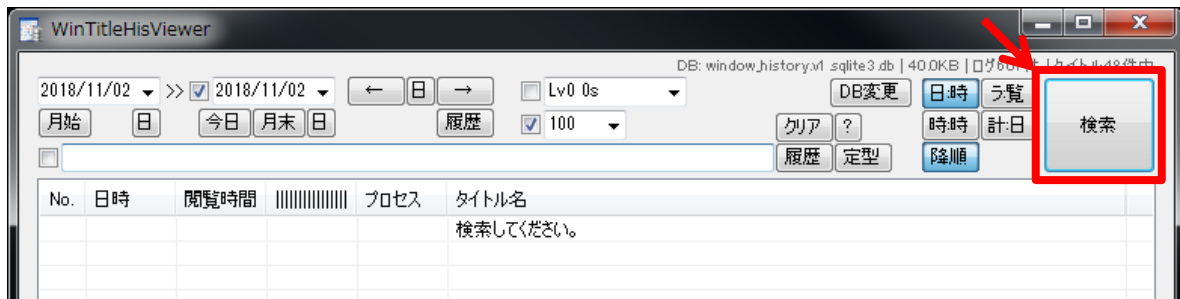 WinTitleHisViewer
DB: window_history.v1.sqlite3.db | 40.0KB |
2018/11/02 >> 2018/11/02 ← 日 → Lv0 0s DB変更 日:時 ラ:覧
月始 日 今日 月末 日 履歴 100 クリア ? 時:時 計:日 検索
履歴 定型 降順
No. 日時 閲覧時間 ||||||||||||||| プロセス タイトル名
検索してください。